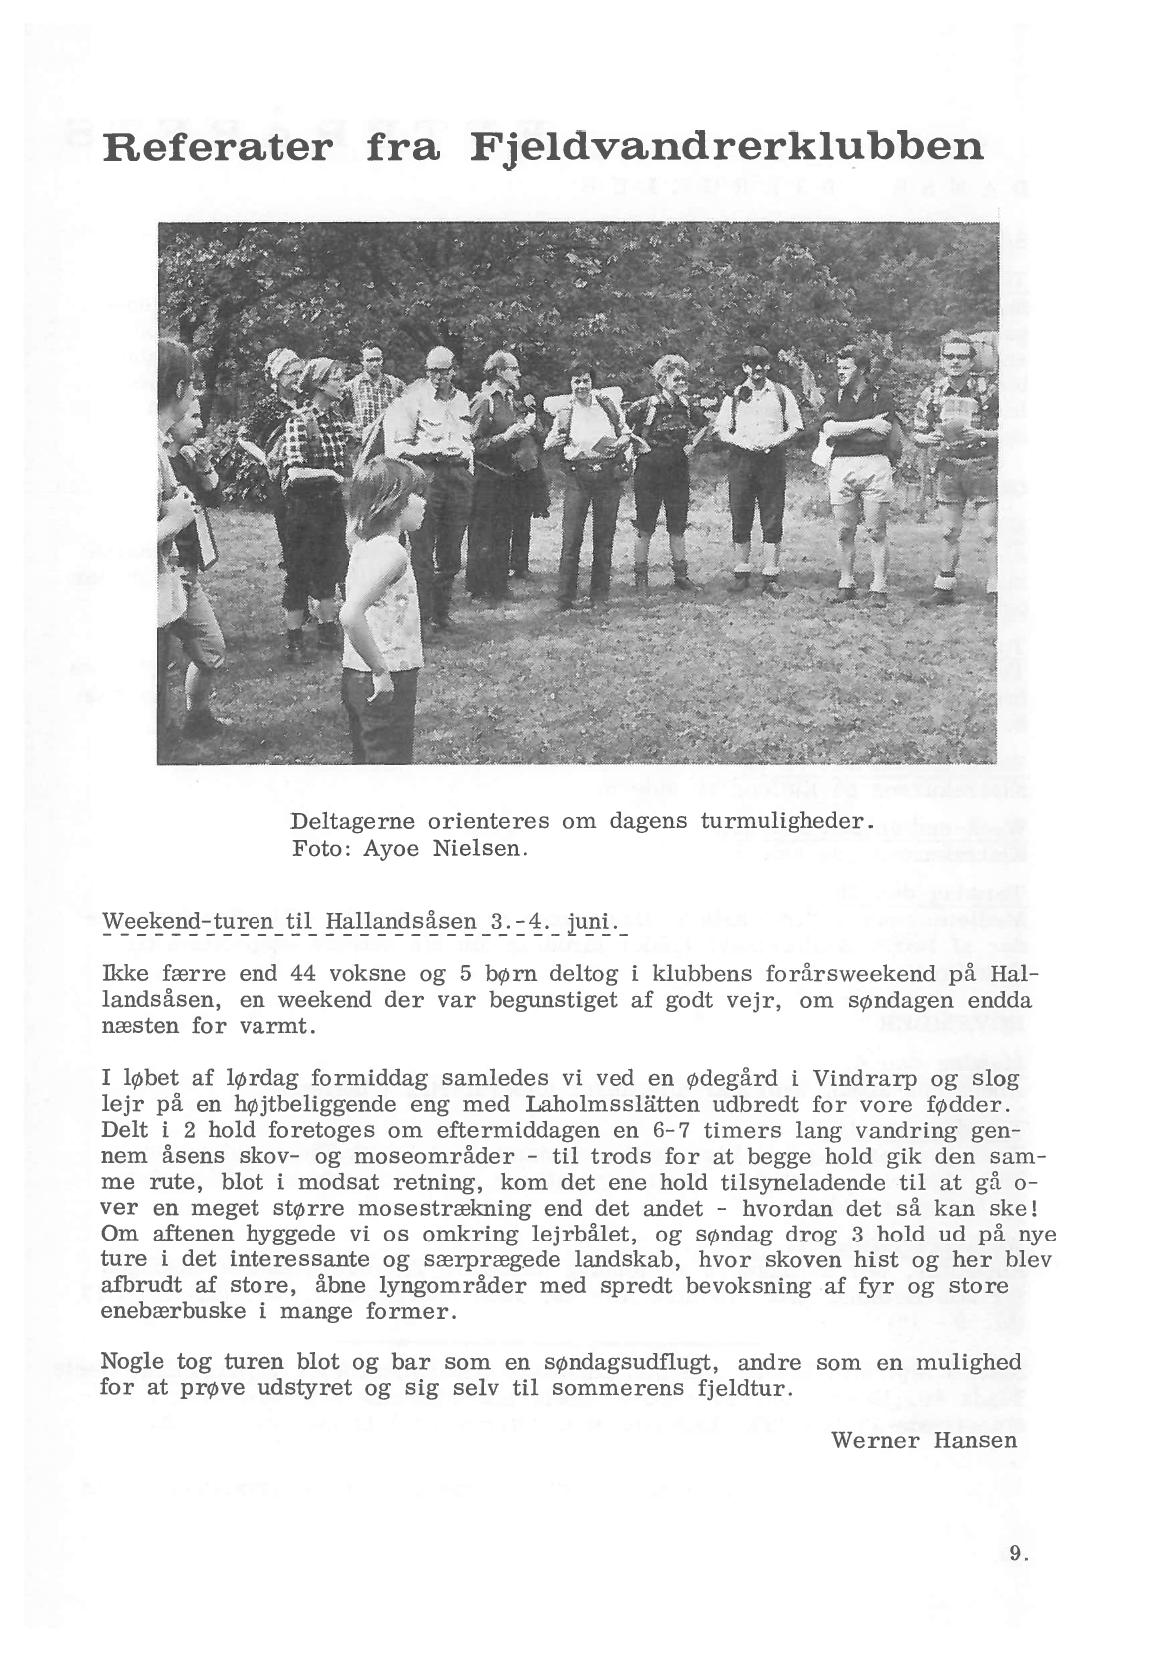 Referater fra Fjeldvandrerklubben
Deltagerne orienteres om dagens turmuligheder.
Foto: Ayoe Nielsen.
Weekend-turen til Hallandsåsen 3.-4. juni.
Ikke færre end 44 voksne og 5 børn deltog i klubbens forårsweekend på Hal-
landsåsen, en weekend der var begunstiget af godt vejr, om søndagen endda
næsten for varmt.
I løbet af lørdag formiddag samledes vi ved en ødegård i Vindrarp og slog
lejr på en højtbeliggende eng med Laholmsslätten udbredt for vore fødder.
Delt i 2 hold foretoges om eftermiddagen en 6-7 timers lang vandring gen-
nem åsens skov- og moseområder - til trods for at begge hold gik den sam-
me rute, blot i modsat retning, kom det ene hold tilsyneladende til at gå o-
ver en meget større mosestrækning end det andet - hvordan det så kan ske!
Om aftenen hyggede vi os omkring lejrbålet, og søndag drog 3 hold ud på nye
ture i det interessante og særprægede landskab, hvor skoven hist og her blev
afbrudt af store, åbne lyngområder med spredt bevoksning af fyr og store
enebærbuske i mange former.
Nogle tog turen blot og bar som en søndagsudflugt, andre som en mulighed
for at prøve udstyret og sig selv til sommerens fjeldtur.
Werner Hansen
9.